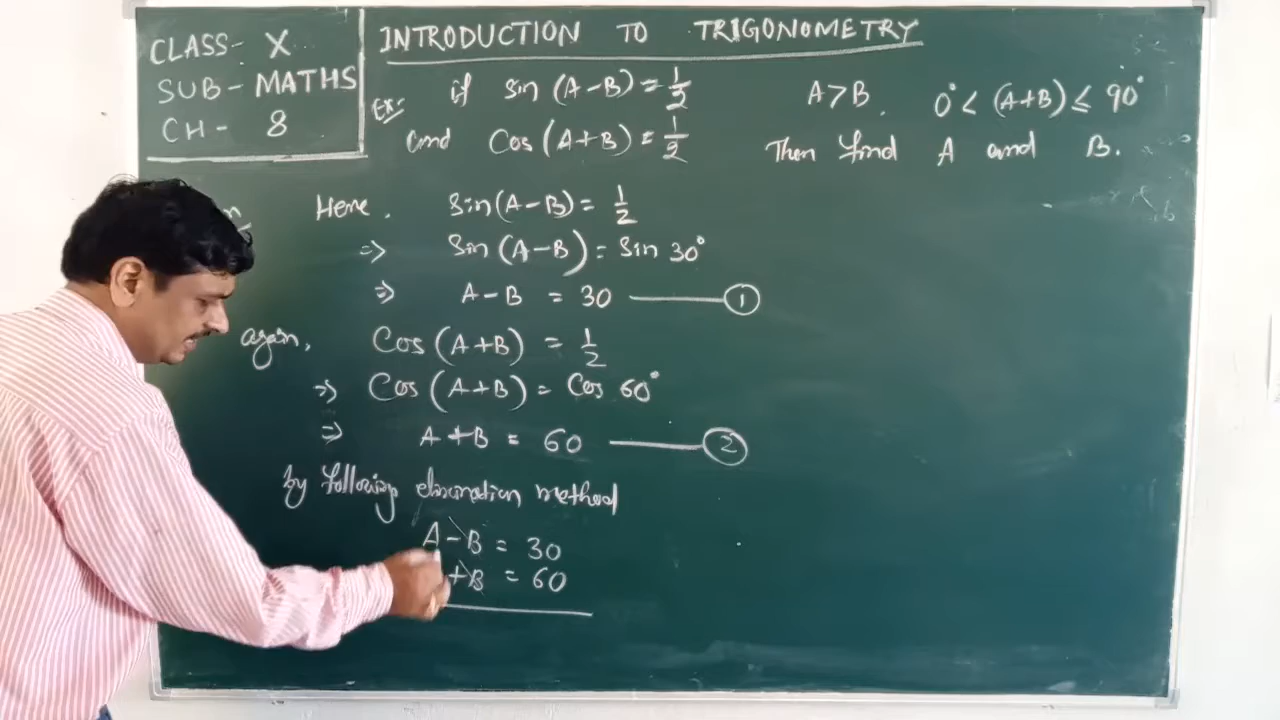 CLASS- X
SUB - MATHS
CH - 8
INTRODUCTION TO TRIGONOMETRY
Ex: if sin (A-B) = 1/2 A>B, 0° < (A+B) ≤ 90°
and Cos (A+B) = 1/2 Then find A and B.
Here, Sin(A-B) = 1/2
=> Sin (A-B) = Sin 30°
=> A-B = 30 ——— 1
again, Cos (A+B) = 1/2
=> Cos (A+B) = Cos 60°
=> A+B = 60 ——— 2
by following elimination method
A-B = 30
+B = 60